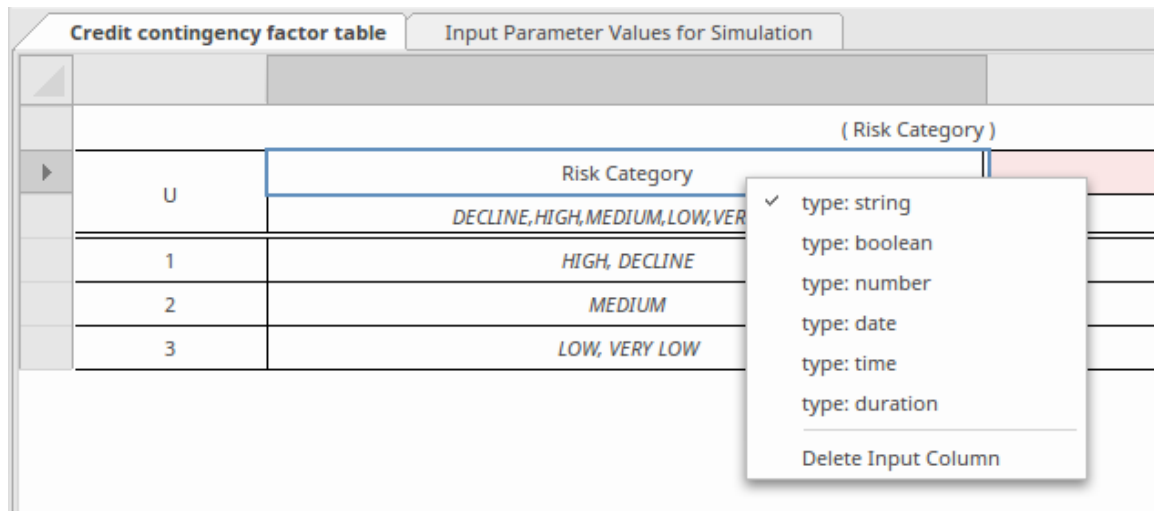 Credit contingency factor table
Input Parameter Values for Simulation
( Risk Category )
U
Risk Category
DECLINE,HIGH,MEDIUM,LOW,VER
1
HIGH, DECLINE
2
MEDIUM
3
LOW, VERY LOW
✓ type: string
type: boolean
type: number
type: date
type: time
type: duration
Delete Input Column